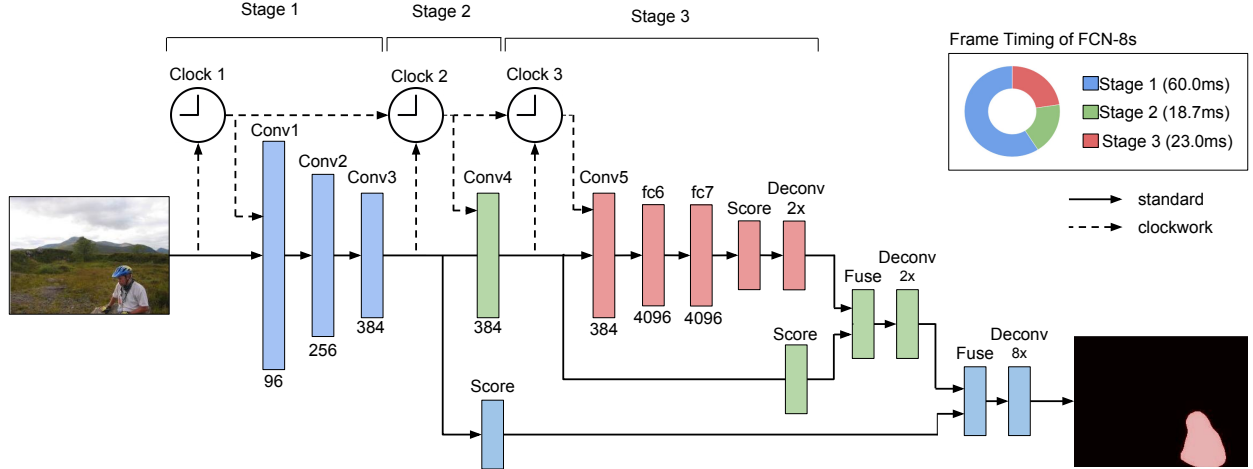 Stage 1
Stage 2
Stage 3
Clock 1
Clock 2
Clock 3
Conv1
Conv2
Conv3
Conv4
Conv5
fc6
fc7
Score
Deconv
2x
96
256
384
384
384
4096
4096
Score
Fuse
Deconv
2x
Score
Fuse
Deconv
8x
Frame Timing of FCN-8s
Stage 1 (60.0ms)
Stage 2 (18.7ms)
Stage 3 (23.0ms)
standard
clockwork